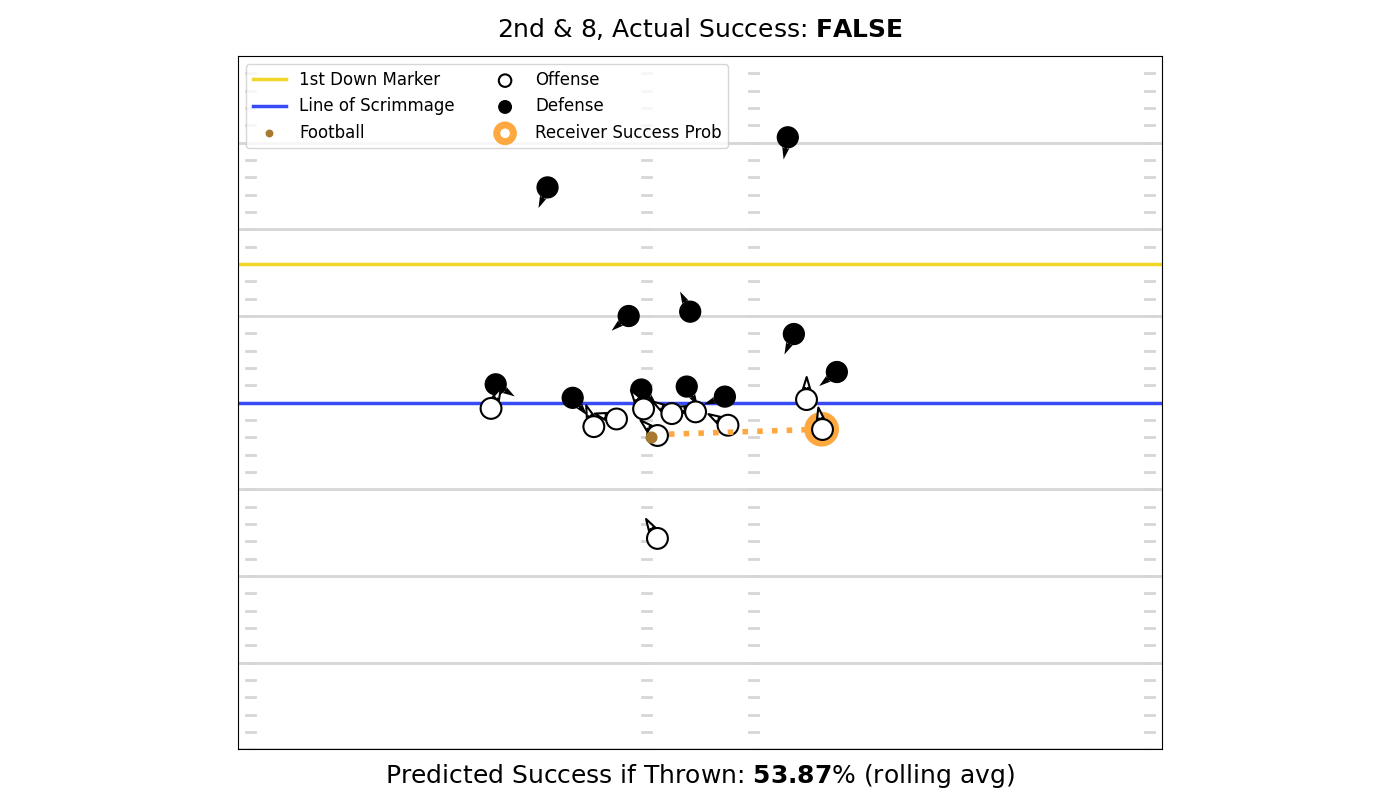 2nd & 8, Actual Success: FALSE
1st Down Marker
Line of Scrimmage
Football
Offense
Defense
Receiver Success Prob
Predicted Success if Thrown: 53.87% (rolling avg)